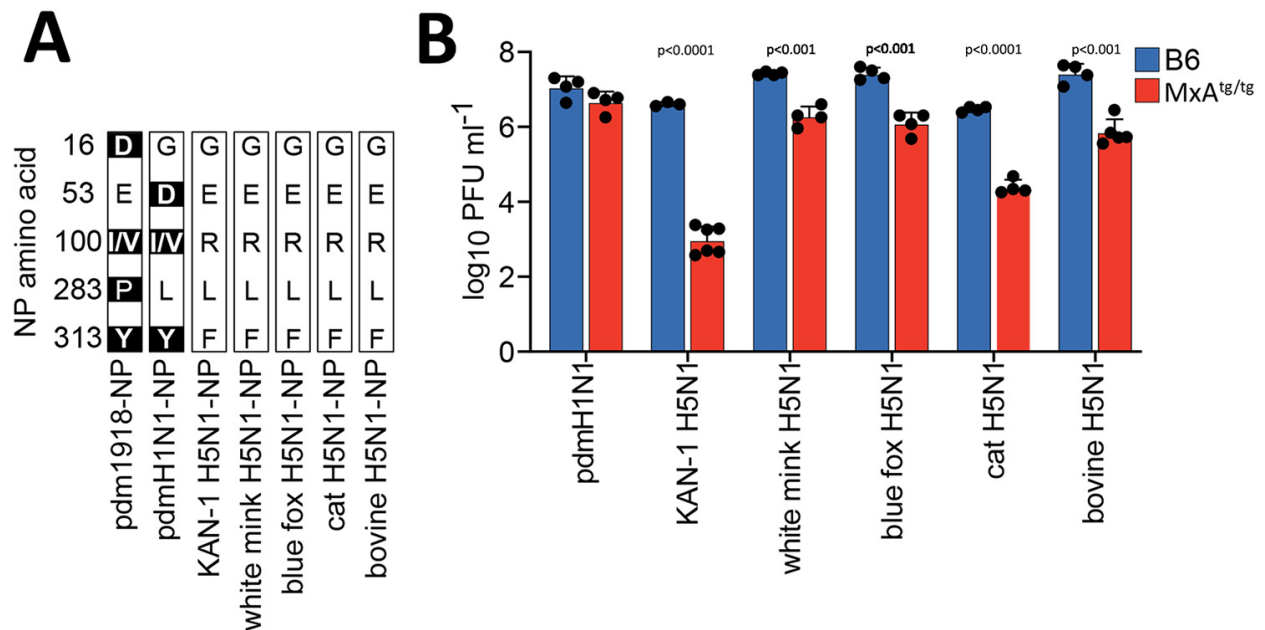 A
NP amino acid
16 D G G G G G G
53 E D E E E E E
100 I/V I/V R R R R R
283 P L L L L L L
313 Y Y F F F F F
pdm1918-NP
pdmH1N1-NP
KAN-1 H5N1-NP
white mink H5N1-NP
blue fox H5N1-NP
cat H5N1-NP
bovine H5N1-NP
B
p<0.0001 p<0.001 p<0.001 p<0.0001 p<0.001
B6
MxAtg/tg
log10 PFU ml-1
8
6
4
2
0
pdmH1N1
KAN-1 H5N1
white mink H5N1
blue fox H5N1
cat H5N1
bovine H5N1